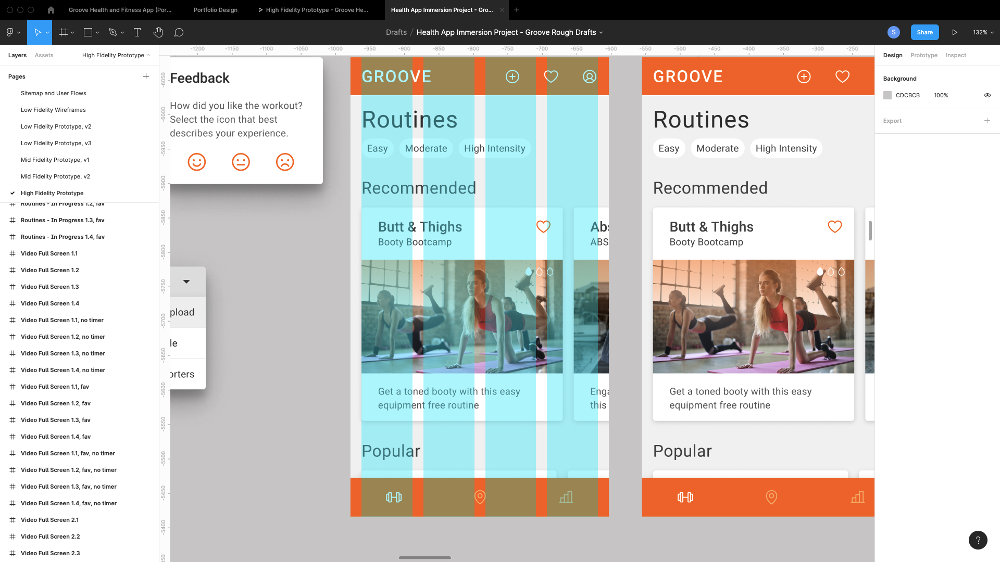 Groove Health and Fitness App (Por...
Portfolio Design
High Fidelity Prototype - Groove He...
Health App Immersion Project - Gro...
Drafts / Health App Immersion Project - Groove Rough Drafts
S
Share
132%
Layers
Assets
High Fidelity Prototype
Pages
Sitemap and User Flows
Low Fidelity Wireframes
Low Fidelity Prototype, v2
Low Fidelity Prototype, v3
Mid Fidelity Prototype, v1
Mid Fidelity Prototype, v2
High Fidelity Prototype
Routines - In Progress 1.2, fav
Routines - In Progress 1.3, fav
Routines - In Progress 1.4, fav
Video Full Screen 1.1
Video Full Screen 1.2
Video Full Screen 1.3
Video Full Screen 1.4
Video Full Screen 1.1, no timer
Video Full Screen 1.2, no timer
Video Full Screen 1.3, no timer
Video Full Screen 1.4, no timer
Video Full Screen 1.1, fav
Video Full Screen 1.2, fav
Video Full Screen 1.3, fav
Video Full Screen 1.4, fav
Video Full Screen 1.1, fav, no timer
Video Full Screen 1.2, fav, no timer
Video Full Screen 1.3, fav, no timer
Video Full Screen 1.4, fav, no timer
Video Full Screen 2.1
Video Full Screen 2.2
Video Full Screen 2.3
-1200 -1150 -1100 -1050 -1000 -950 -900 -850 -800 -750 -700 -650 -600 -550 -500 -450 -400 -350 -300 -250
-6050
-6000
-5950
-5900
-5850
-5800
-5750
-5700
-5650
-5600
-5550
-5500
-5450
-5400
Feedback
How did you like the workout?
Select the icon that best
describes your experience.
pload
le
orters
GROOVE
Routines
Easy
Moderate
High Intensity
Recommended
Butt & Thighs
Booty Bootcamp
Abs
ABS
Get a toned booty with this easy
equipment free routine
Enga
this
Popular
GROOVE
Routines
Easy
Moderate
High Intensity
Recommended
Butt & Thighs
Booty Bootcamp
Get a toned booty with this easy
equipment free routine
Popular
Design
Prototype
Inspect
Background
CDCBCB
100%
Export
?